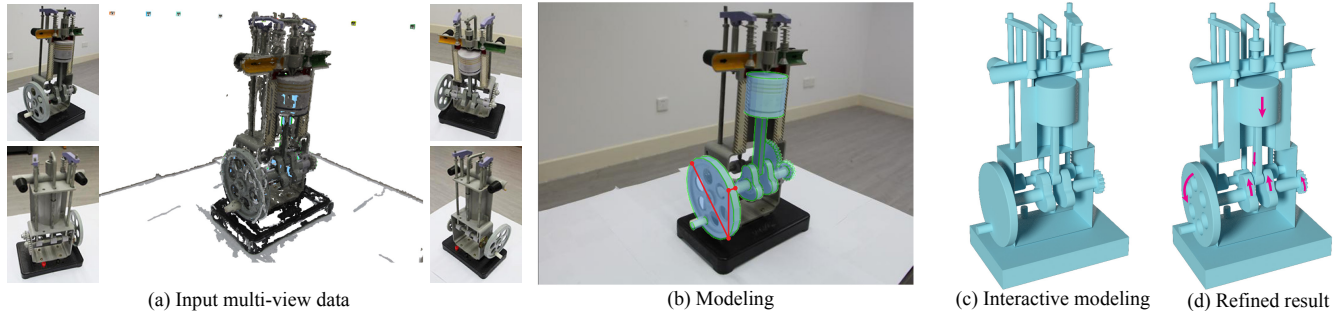 (a) Input multi-view data
(b) Modeling
(c) Interactive modeling
(d) Refined result